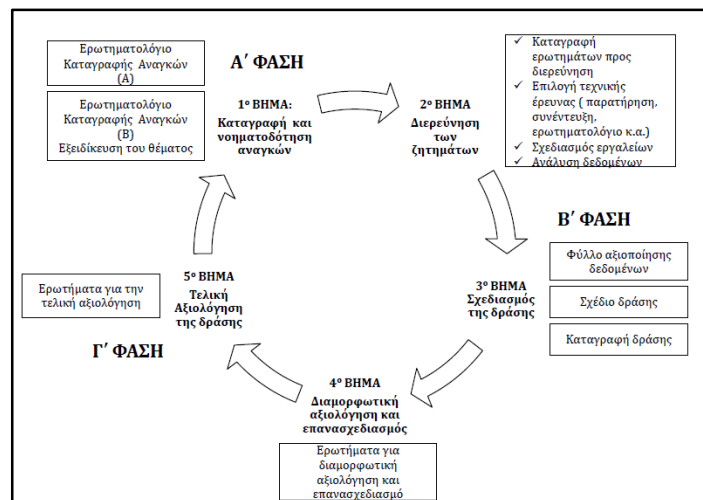 Ερωτηματολόγιο
Καταγραφής Αναγκών
(Α)
Ερωτηματολόγιο
Καταγραφής Αναγκών
(Β)
Εξειδίκευση του θέματος
Α΄ ΦΑΣΗ
1ο ΒΗΜΑ:
Καταγραφή και
νοηματοδότηση
αναγκών
2ο ΒΗΜΑ
Διερεύνηση
των
ζητημάτων
✓ Καταγραφή
ερωτημάτων προς
διερεύνηση
✓ Επιλογή τεχνικής
έρευνας ( παρατήρηση,
συνέντευξη,
ερωτηματολόγιο κ.α.)
✓ Σχεδιασμός εργαλείων
✓ Ανάλυση δεδομένων
Β΄ ΦΑΣΗ
3ο ΒΗΜΑ
Σχεδιασμός
της δράσης
Φύλλο αξιοποίησης
δεδομένων
Σχέδιο δράσης
Καταγραφή δράσης
4ο ΒΗΜΑ
Διαμορφωτική
αξιολόγηση και
επανασχεδιασμός
Ερωτήματα για
διαμορφωτική
αξιολόγηση και
επανασχεδιασμό
Γ΄ ΦΑΣΗ
5ο ΒΗΜΑ
Τελική
Αξιολόγηση
της δράσης
Ερωτήματα για την
τελική αξιολόγηση